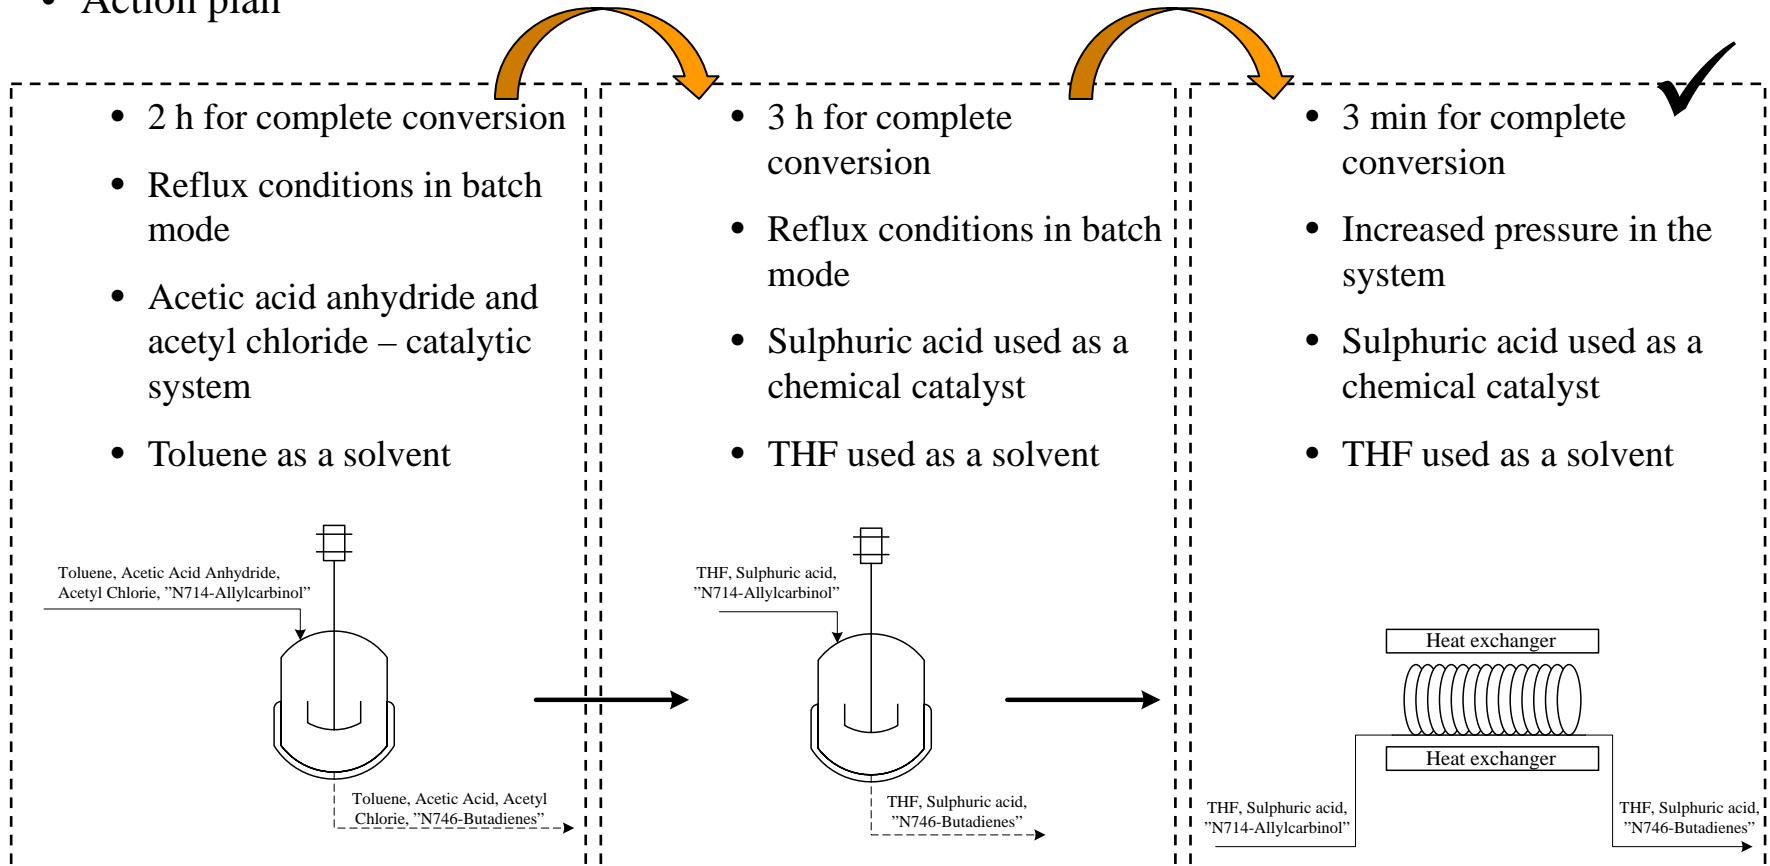 • Action plan
• 2 h for complete conversion
• Reflux conditions in batch
mode
• Acetic acid anhydride and
acetyl chloride – catalytic
system
• Toluene as a solvent
• 3 h for complete
conversion
• Reflux conditions in batch
mode
• Sulphuric acid used as a
chemical catalyst
• THF used as a solvent
• 3 min for complete
conversion
• Increased pressure in the
system
• Sulphuric acid used as a
chemical catalyst
• THF used as a solvent
Toluene, Acetic Acid Anhydride,
Acetyl Chlorie, ”N714-Allylcarbinol”
Toluene, Acetic Acid, Acetyl
Chlorie, ”N746-Butadienes”
THF, Sulphuric acid,
”N714-Allylcarbinol”
THF, Sulphuric acid,
”N746-Butadienes”
Heat exchanger
Heat exchanger
THF, Sulphuric acid,
”N714-Allylcarbinol”
THF, Sulphuric acid,
”N746-Butadienes”